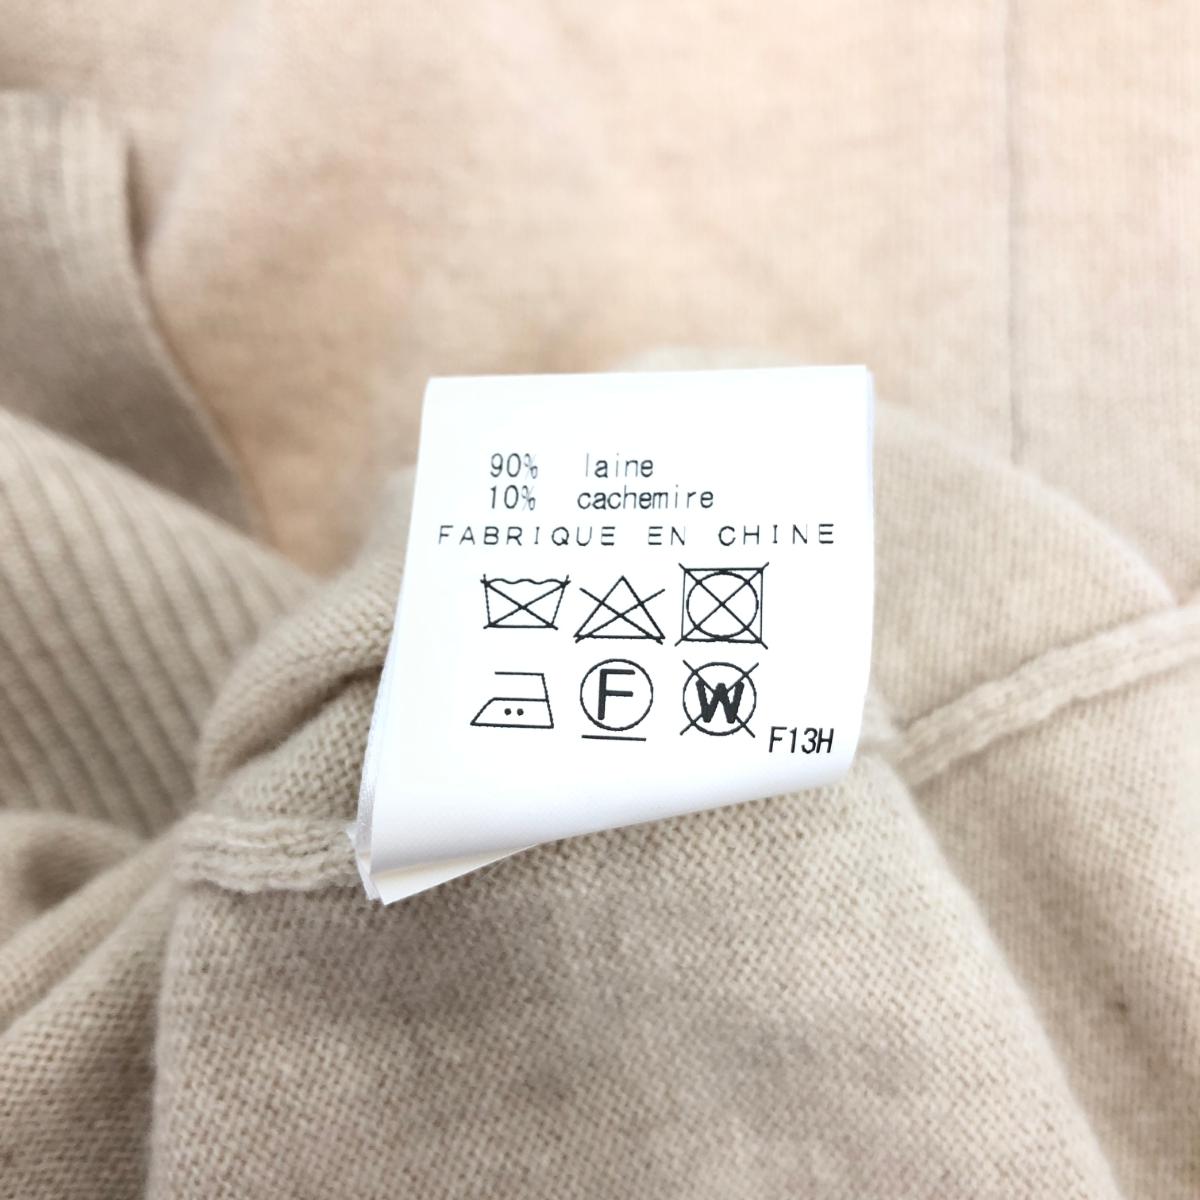 90% laine
10% cachemire
FABRIQUE EN CHINE
F W F13H